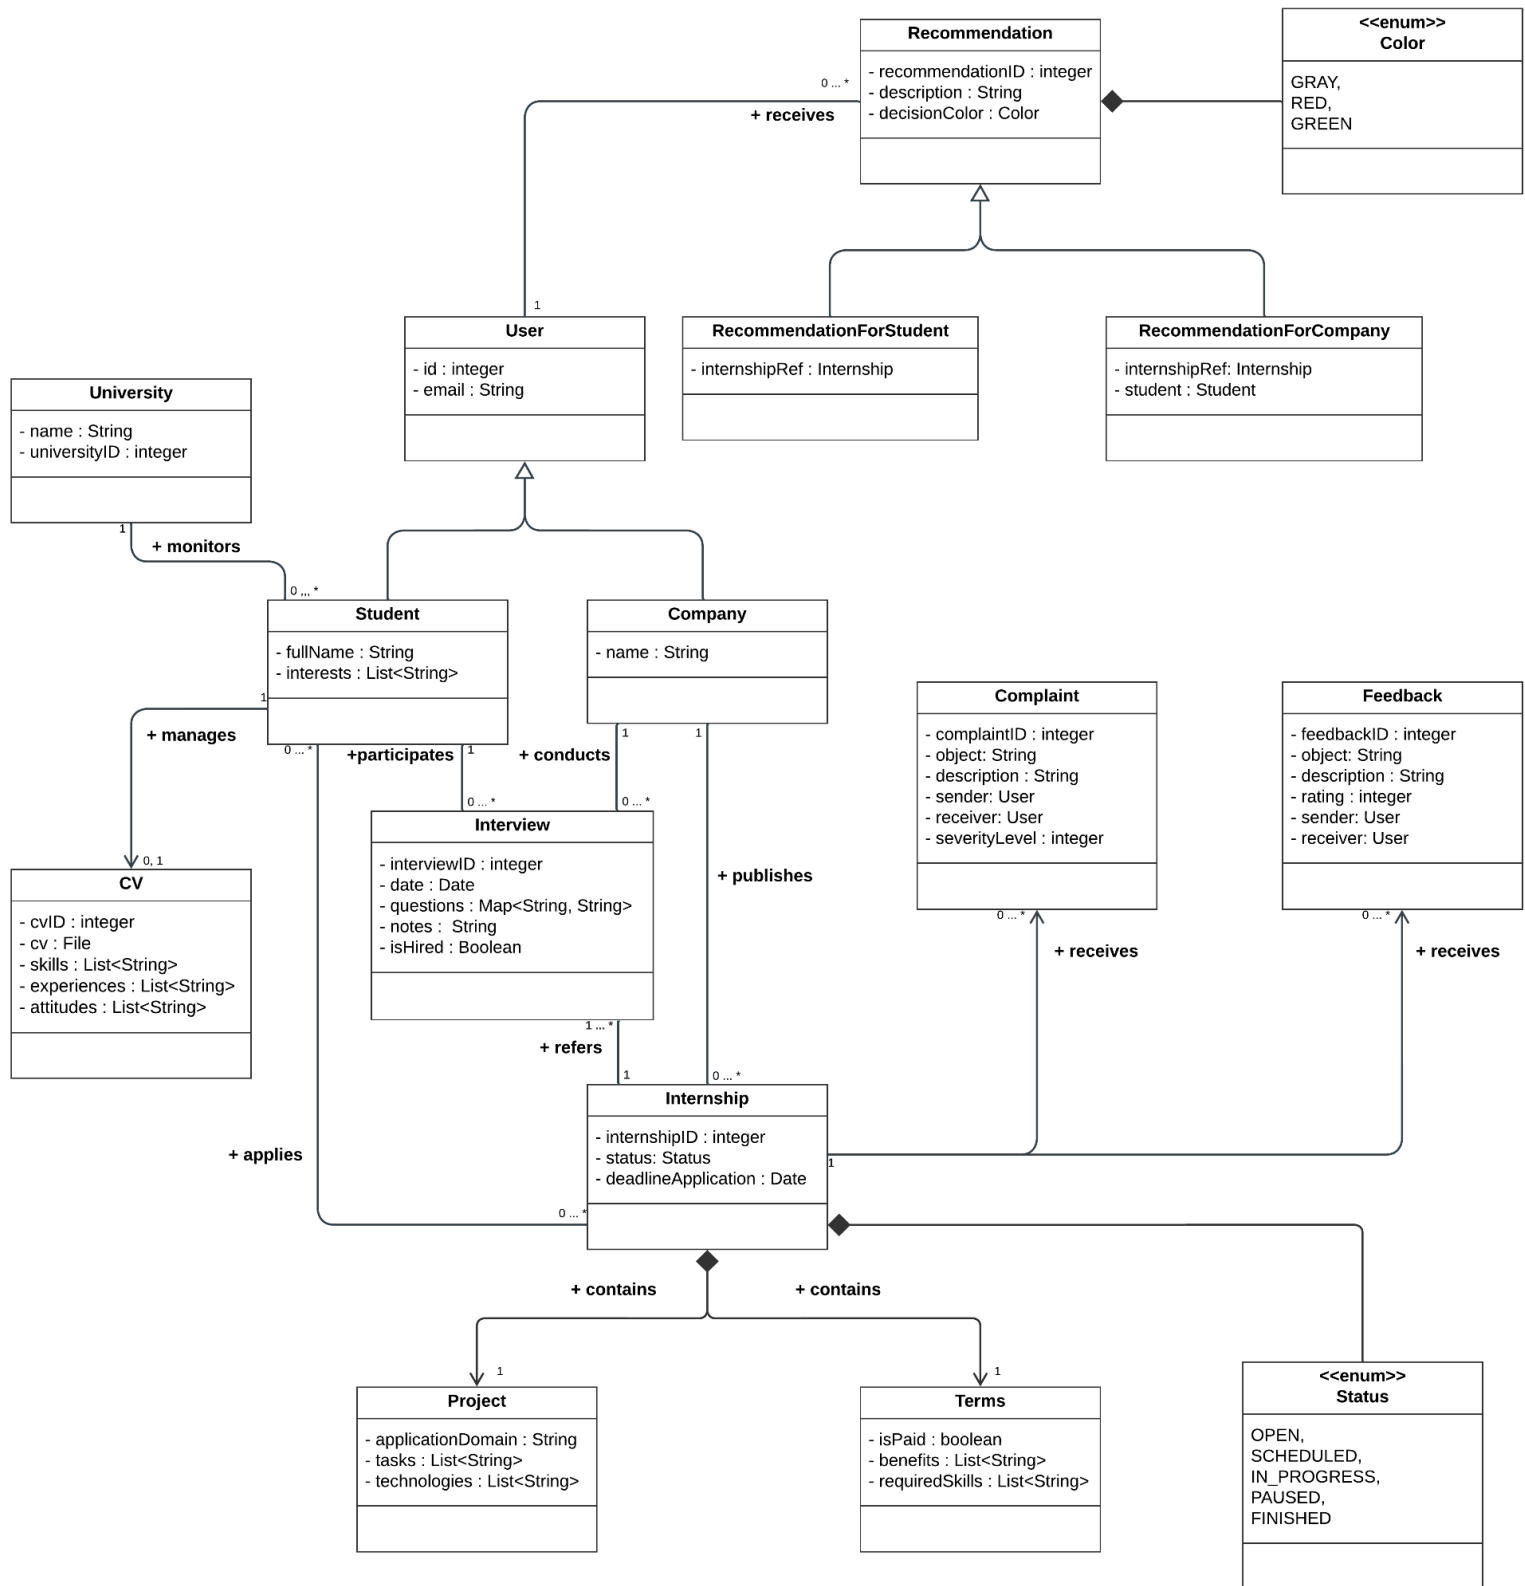 Recommendation
- recommendationID : integer
- description : String
- decisionColor : Color
<<enum>>
Color
GRAY,
RED,
GREEN
0 ... *
+ receives
1
User
- id : integer
- email : String
RecommendationForStudent
- internshipRef : Internship
RecommendationForCompany
- internshipRef: Internship
- student : Student
University
- name : String
- universityID : integer
1
+ monitors
0 ,,, *
Student
- fullName : String
- interests : List<String>
Company
- name : String
1
+ manages
0 ... *
+participates
1
+ conducts
1
1
0 ... *
0 ... *
Complaint
- complaintID : integer
- object: String
- description : String
- sender: User
- receiver: User
- severityLevel : integer
Feedback
- feedbackID : integer
- object: String
- description : String
- rating : integer
- sender: User
- receiver: User
0, 1
CV
- cvID : integer
- cv : File
- skills : List<String>
- experiences : List<String>
- attitudes : List<String>
Interview
- interviewID : integer
- date : Date
- questions : Map<String, String>
- notes :  String
- isHired : Boolean
+ publishes
0 ... *
+ receives
0 ... *
+ receives
1 ... *
+ refers
1
0 ... *
Internship
- internshipID : integer
- status: Status
- deadlineApplication : Date
1
+ applies
0 ... *
+ contains
+ contains
1
1
Project
- applicationDomain : String
- tasks : List<String>
- technologies : List<String>
Terms
- isPaid : boolean
- benefits : List<String>
- requiredSkills : List<String>
<<enum>>
Status
OPEN,
SCHEDULED,
IN_PROGRESS,
PAUSED,
FINISHED